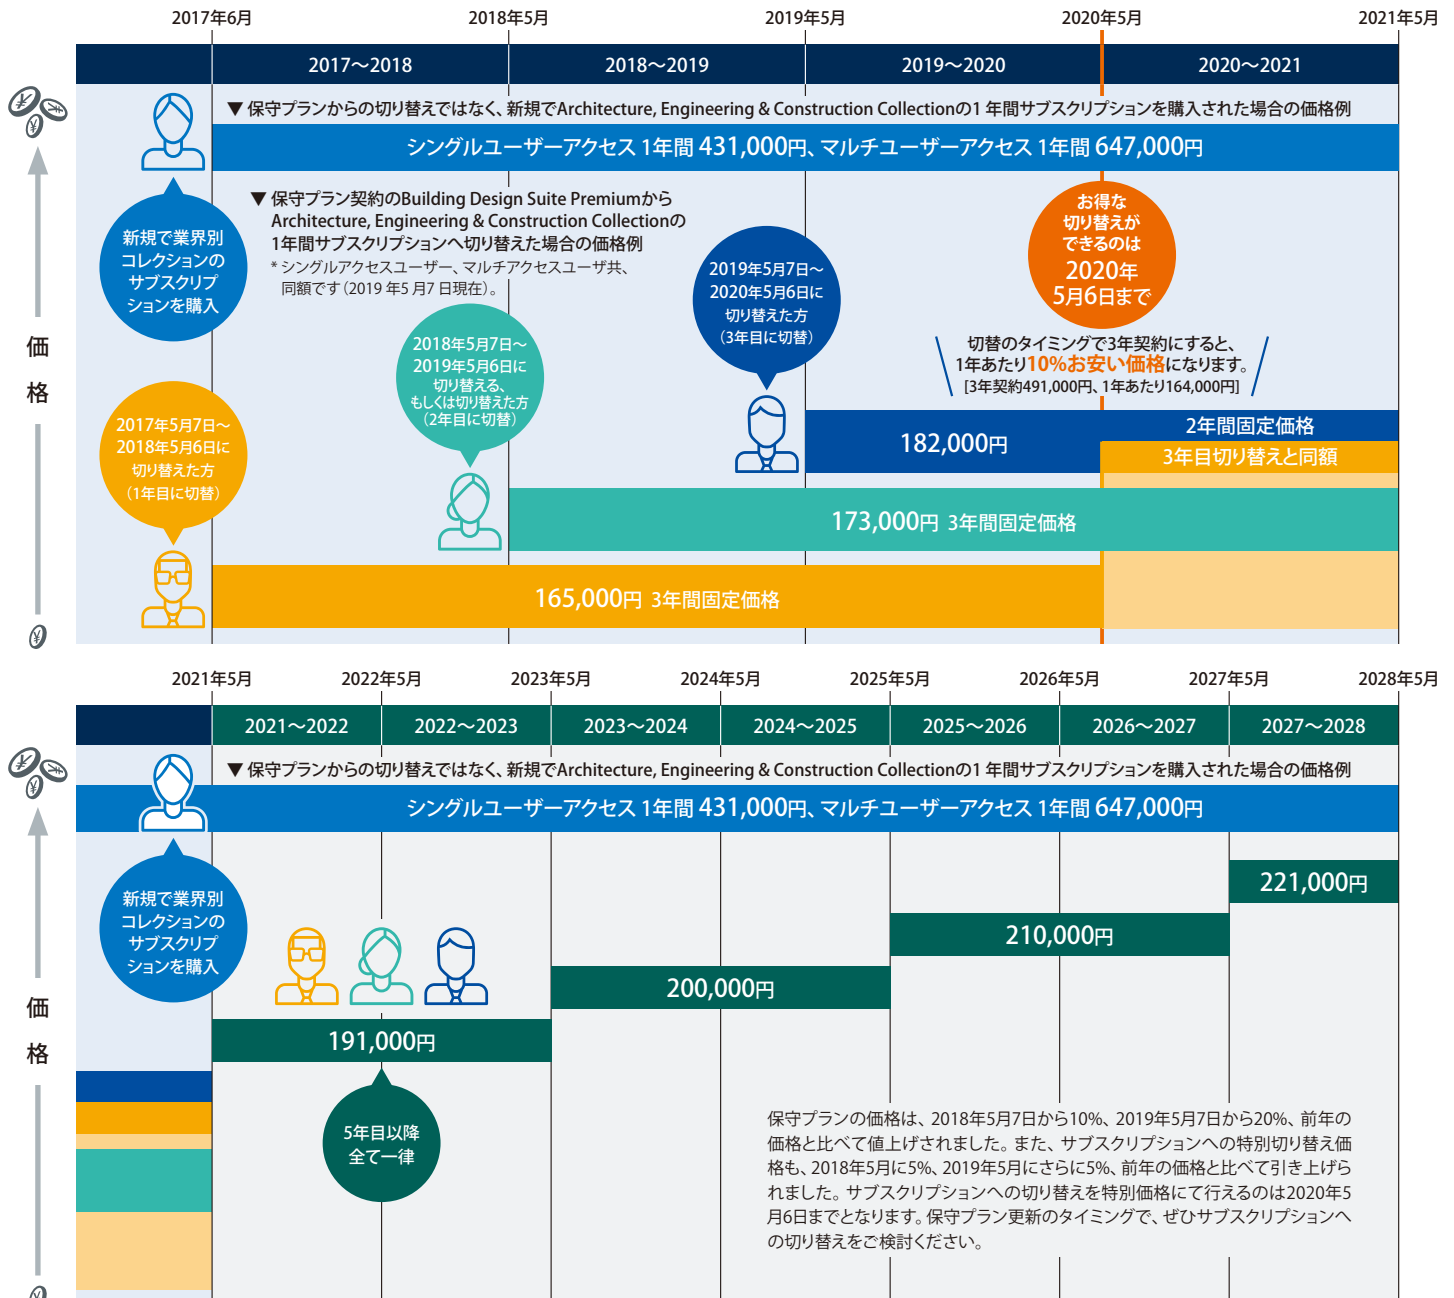 2017年6月
2018年5月
2019年5月
2020年5月
2021年5月
2017〜2018
2018〜2019
2019〜2020
2020〜2021
▼ 保守プランからの切り替えではなく、新規でArchitecture, Engineering & Construction Collectionの1 年間サブスクリプションを購入された場合の価格例
シングルユーザーアクセス 1年間 431,000円、マルチユーザーアクセス 1年間 647,000円
新規で業界別
コレクションの
サブスクリプ
ションを購入
▼ 保守プラン契約のBuilding Design Suite Premiumから
Architecture, Engineering & Construction Collectionの
1年間サブスクリプションへ切り替えた場合の価格例
* シングルアクセスユーザー、マルチアクセスユーザ共、
同額です（2019 年5 月7 日現在）。
お得な
切り替えが
できるのは
2020年
5月6日まで
2019年5月7日〜
2020年5月6日に
切り替えた方
（3年目に切替）
2018年5月7日〜
2019年5月6日に
切り替える、
もしくは切り替えた方
（2年目に切替）
切替のタイミングで3年契約にすると、
1年あたり10%お安い価格になります。
[3年契約491,000円、1年あたり164,000円]
2017年5月7日〜
2018年5月6日に
切り替えた方
（1年目に切替）
182,000円
2年間固定価格
3年目切り替えと同額
173,000円 3年間固定価格
165,000円 3年間固定価格
価
格
2021年5月
2022年5月
2023年5月
2024年5月
2025年5月
2026年5月
2027年5月
2028年5月
2021〜2022
2022〜2023
2023〜2024
2024〜2025
2025〜2026
2026〜2027
2027〜2028
▼ 保守プランからの切り替えではなく、新規でArchitecture, Engineering & Construction Collectionの1 年間サブスクリプションを購入された場合の価格例
シングルユーザーアクセス 1年間 431,000円、マルチユーザーアクセス 1年間 647,000円
新規で業界別
コレクションの
サブスクリプ
ションを購入
221,000円
210,000円
200,000円
191,000円
5年目以降
全て一律
価
格
保守プランの価格は、2018年5月7日から10%、2019年5月7日から20%、前年の
価格と比べて値上げされました。また、サブスクリプションへの特別切り替え価
格も、2018年5月に5%、2019年5月にさらに5%、前年の価格と比べて引き上げら
れました。サブスクリプションへの切り替えを特別価格にて行えるのは2020年5
月6日までとなります。保守プラン更新のタイミングで、ぜひサブスクリプションへ
の切り替えをご検討ください。